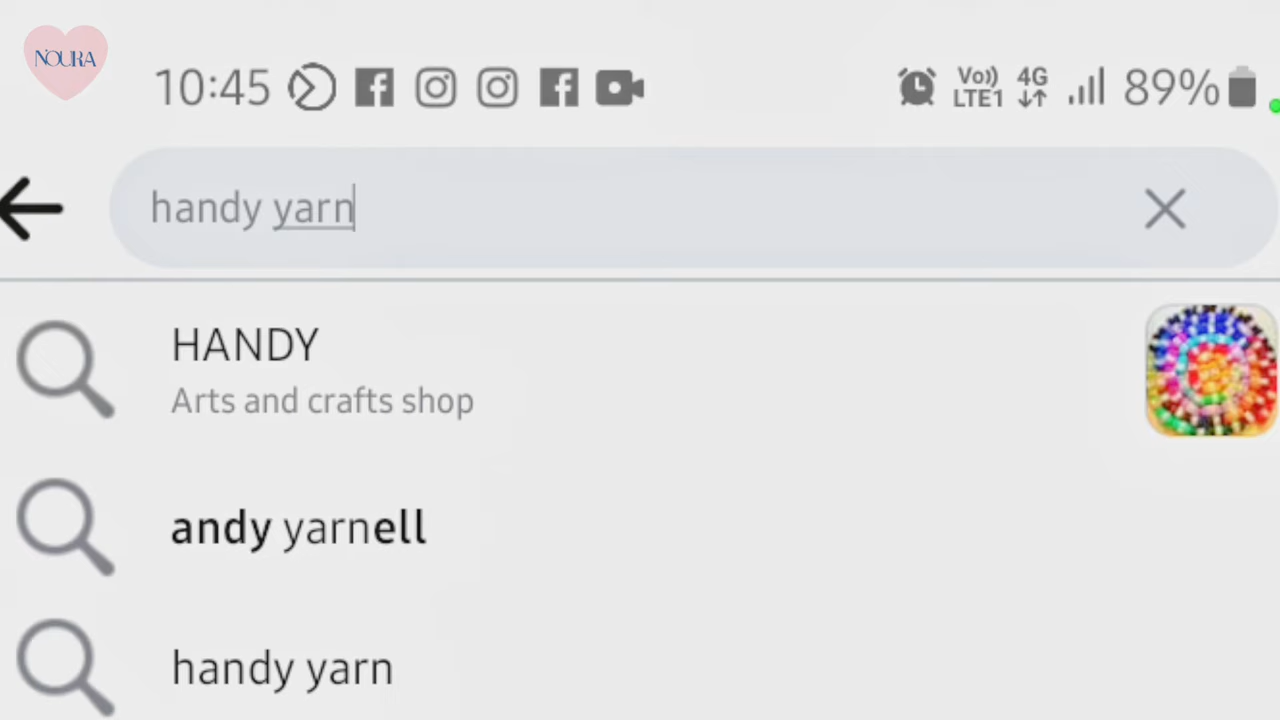 NOURA
10:45 Vo)) LTE1 4G 89%
handy yarn
HANDY
Arts and crafts shop
andy yarnell
handy yarn